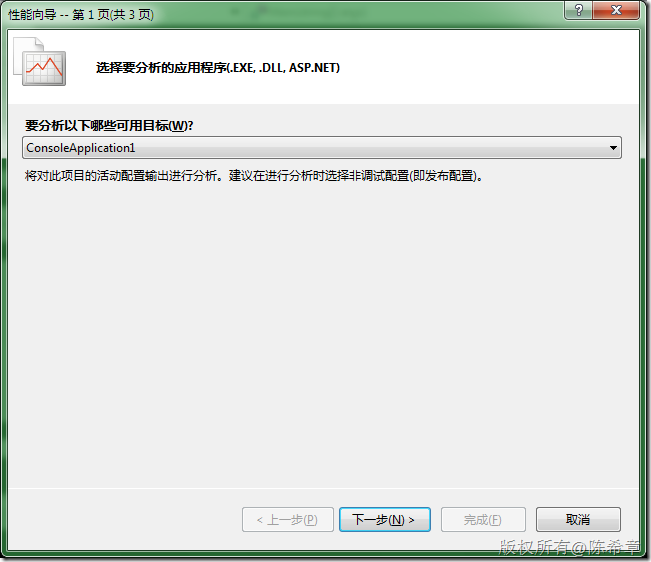 性能向导 -- 第 1 页(共 3 页)
选择要分析的应用程序(.EXE, .DLL, ASP.NET)
要分析以下哪些可用目标(W)?
ConsoleApplication1
将对此项目的活动配置输出进行分析。建议在进行分析时选择非调试配置(即发布配置)。
< 上一步(P) 下一步(N) > 完成(F) 取消
版权所有@陈希章